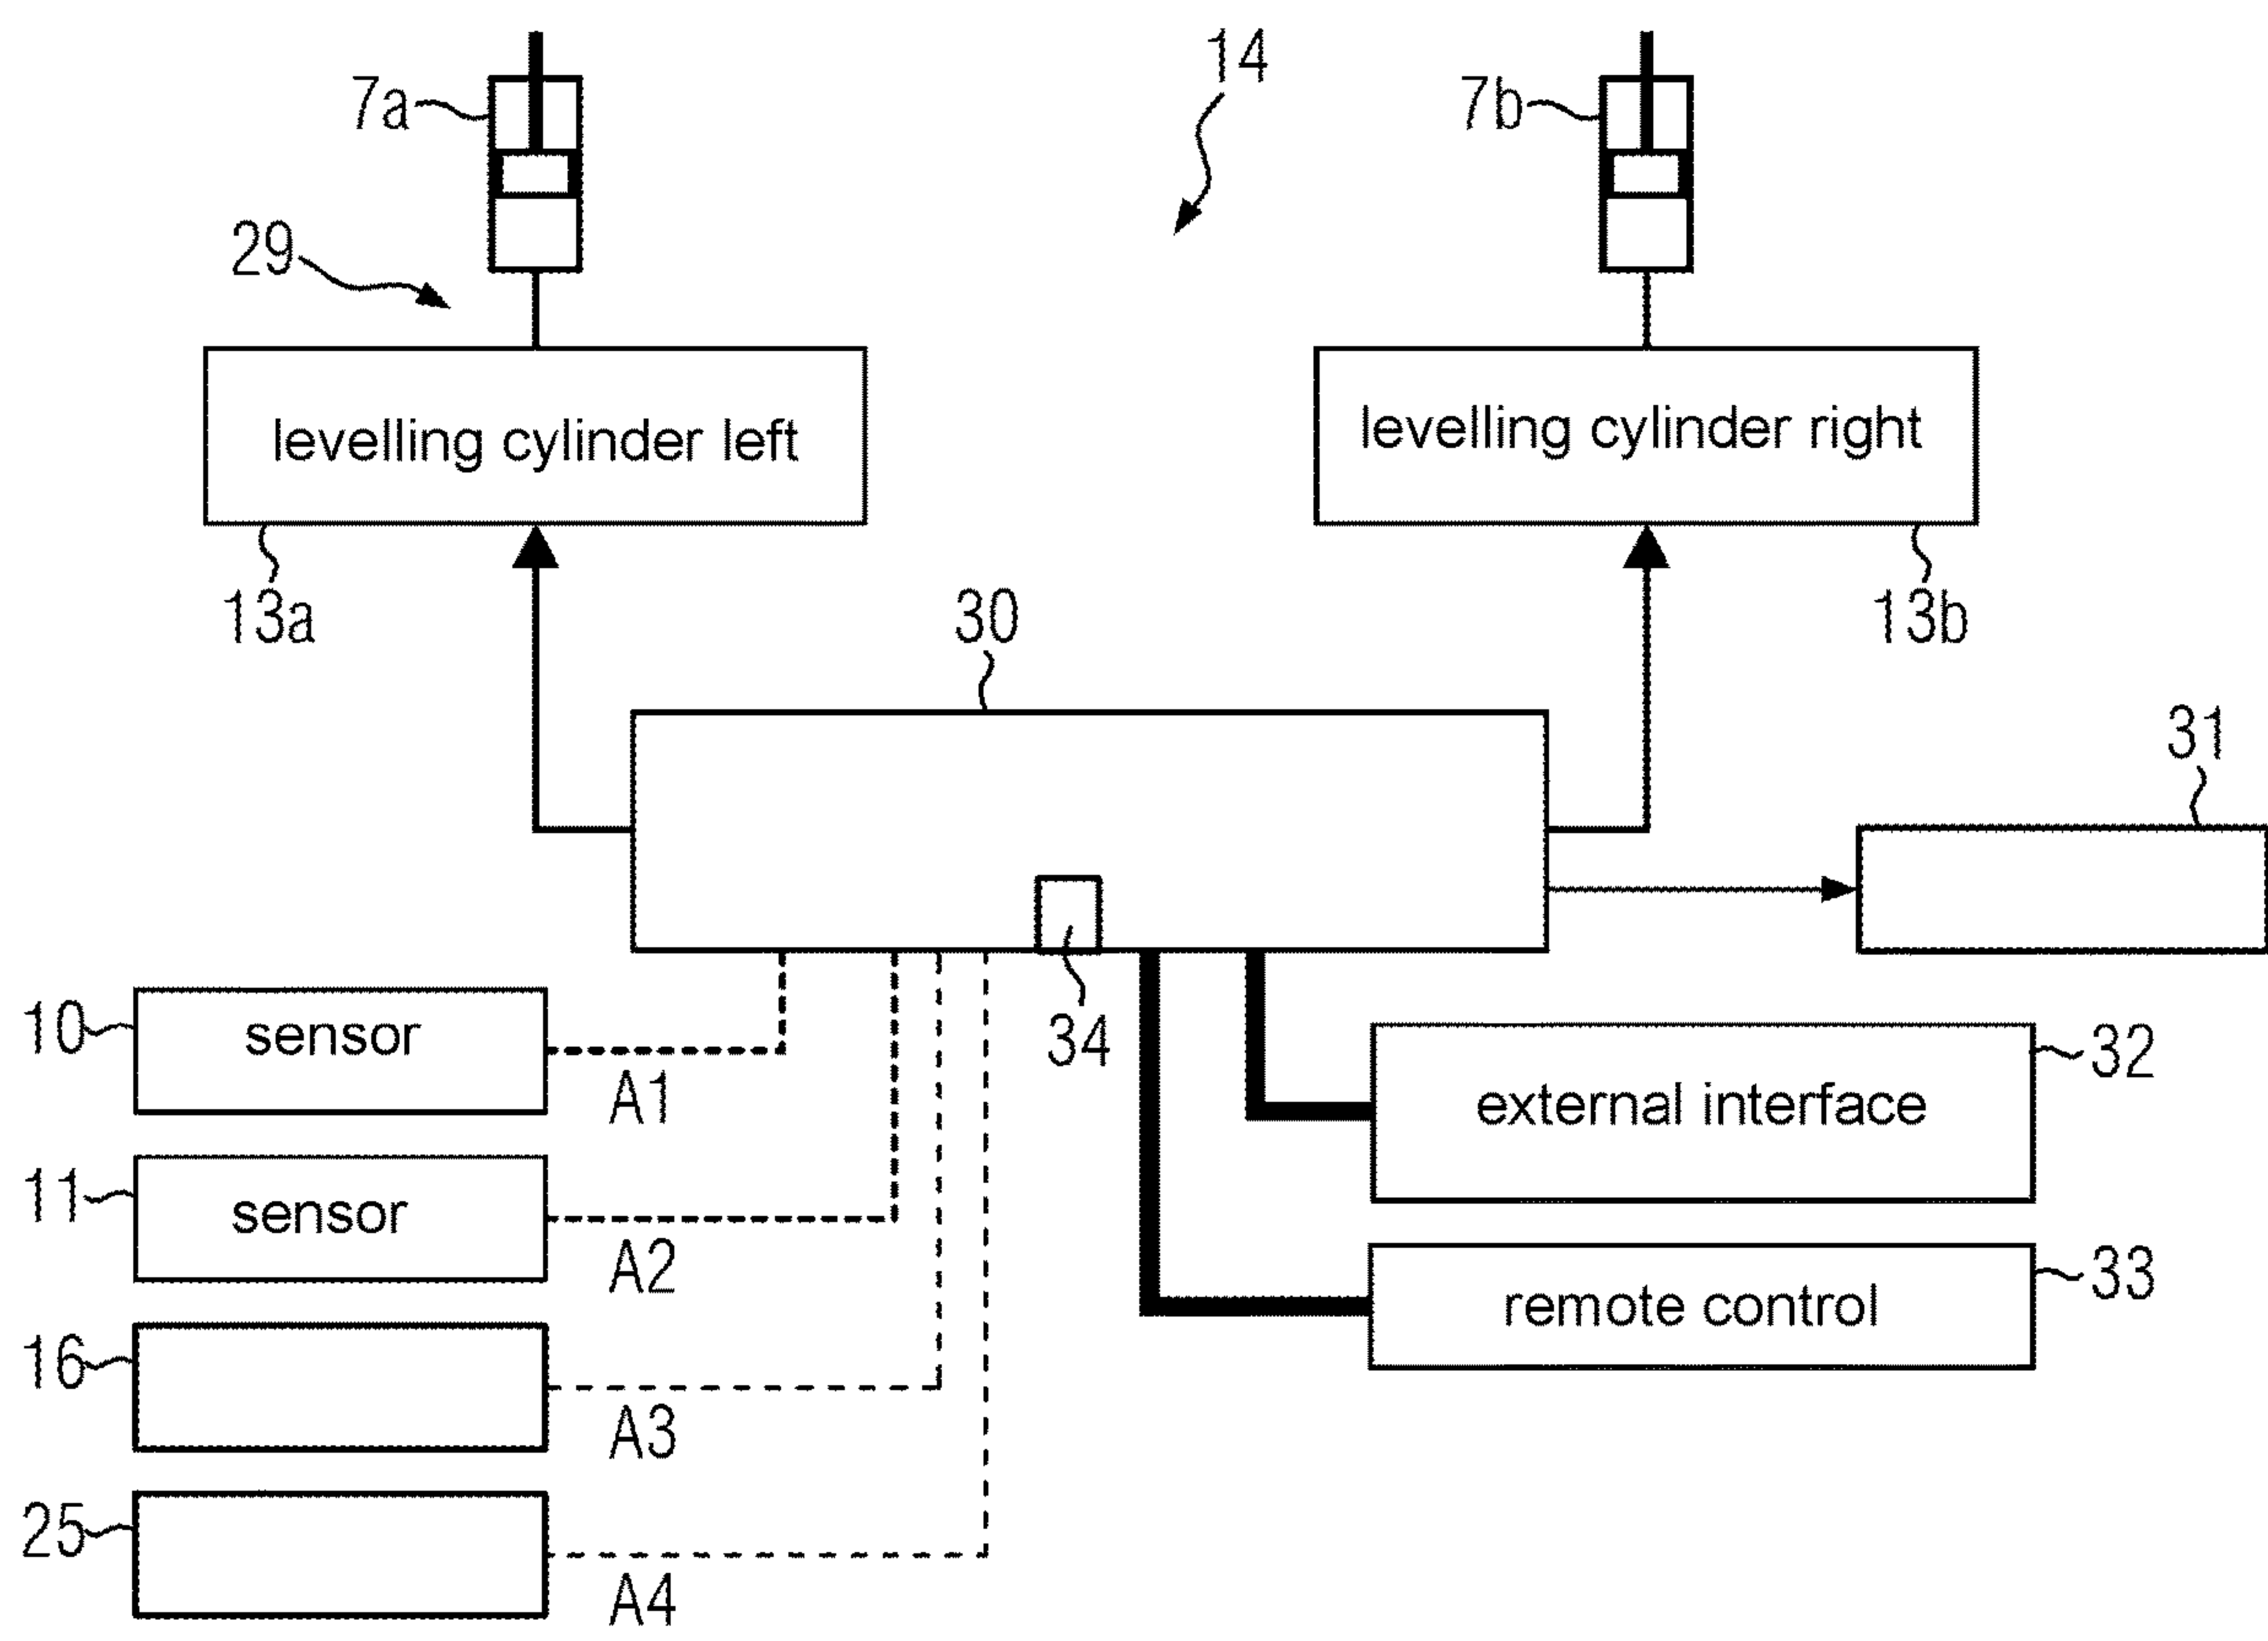 14
7a
7b
29
levelling cylinder left
levelling cylinder right
13a
30
13b
31
10
sensor
34
32
A1
external interface
11
sensor
A2
33
remote control
16
A3
25
A4